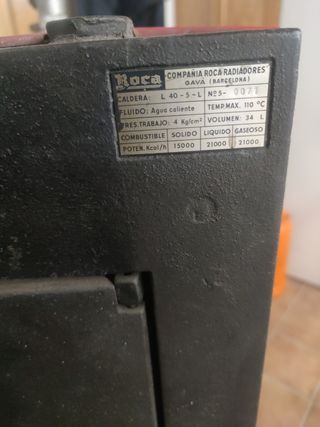 Roca COMPAÑIA ROCA-RADIADORES
GAVA (BARCELONA)
CALDERA: L 40-5-L Nº5-
FLUIDO: Agua caliente TEMP.MAX. 110 ºC
PRES.TRABAJO: 4 Kg/cm² VOLUMEN: 34 L
COMBUSTIBLE SOLIDO LIQUIDO GASEOSO
POTEN. Kcal/h 15000 21000 21000